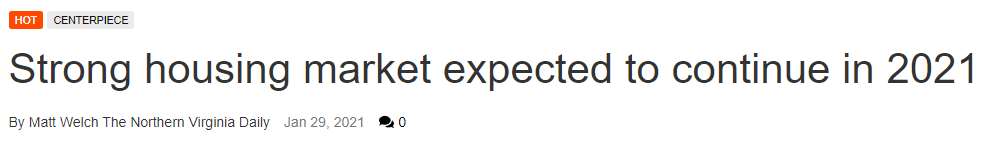 HOT CENTERPIECE
Strong housing market expected to continue in 2021
By Matt Welch The Northern Virginia Daily Jan 29, 2021 0